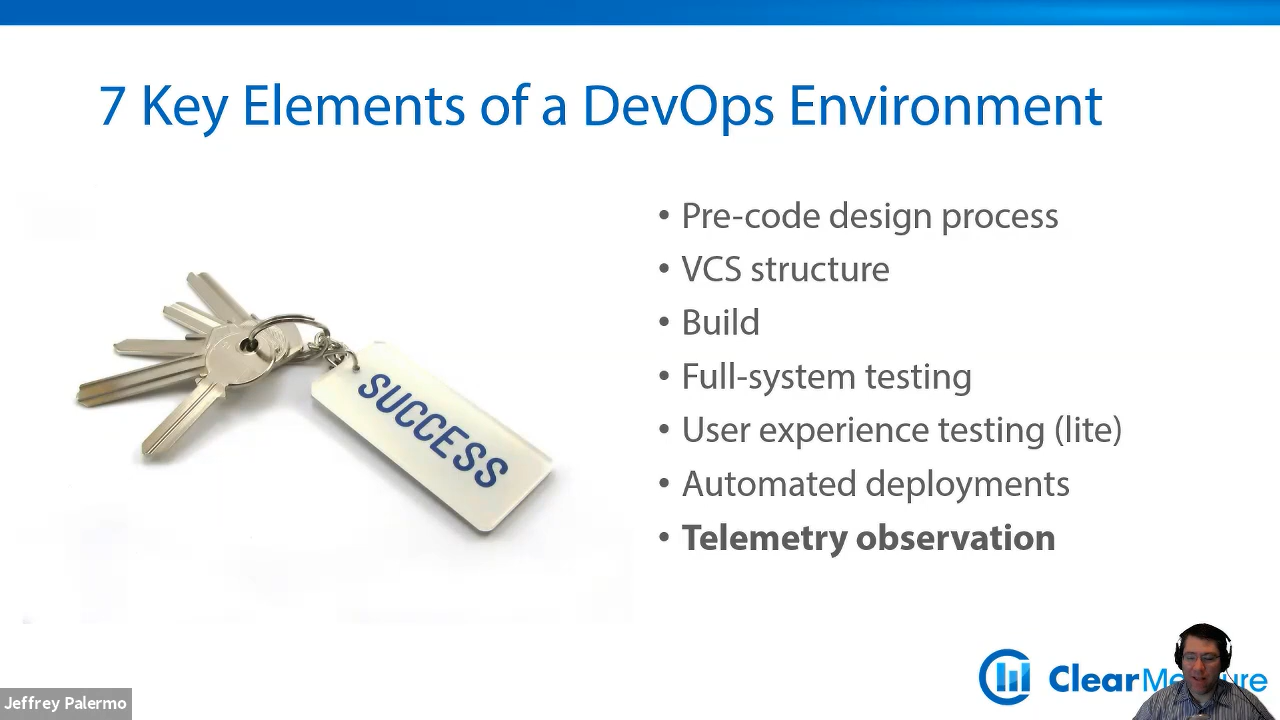 7 Key Elements of a DevOps Environment
• Pre-code design process
• VCS structure
• Build
• Full-system testing
• User experience testing (lite)
• Automated deployments
• Telemetry observation
SUCCESS
Jeffrey Palermo